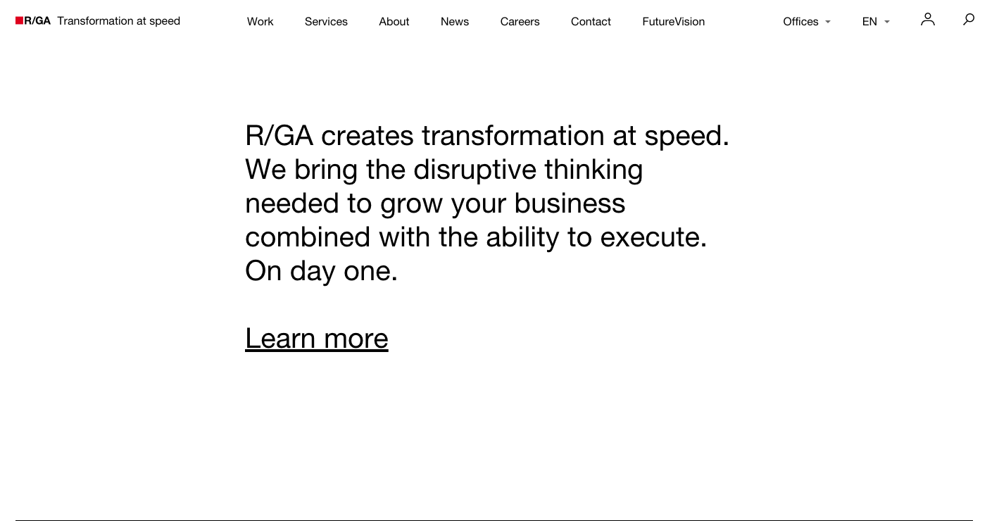 R/GA Transformation at speed
Work Services About News Careers Contact FutureVision
Offices EN
R/GA creates transformation at speed.
We bring the disruptive thinking
needed to grow your business
combined with the ability to execute.
On day one.
Learn more